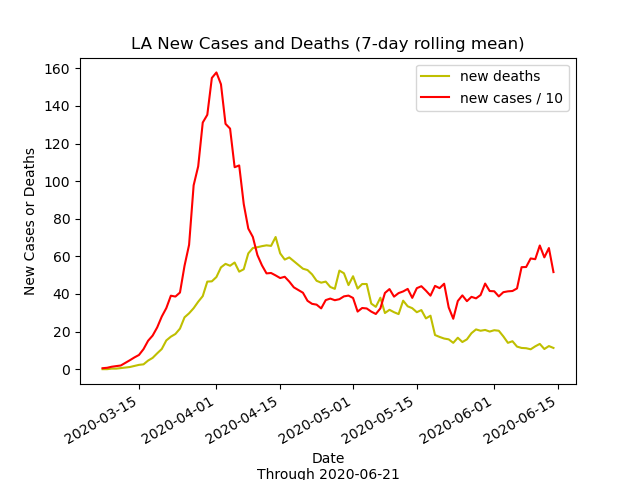 LA New Cases and Deaths (7-day rolling mean)
new deaths
new cases / 10
New Cases or Deaths
160
140
120
100
80
60
40
20
0
2020-03-15
2020-04-01
2020-04-15
2020-05-01
2020-05-15
2020-06-01
2020-06-15
Date
Through 2020-06-21